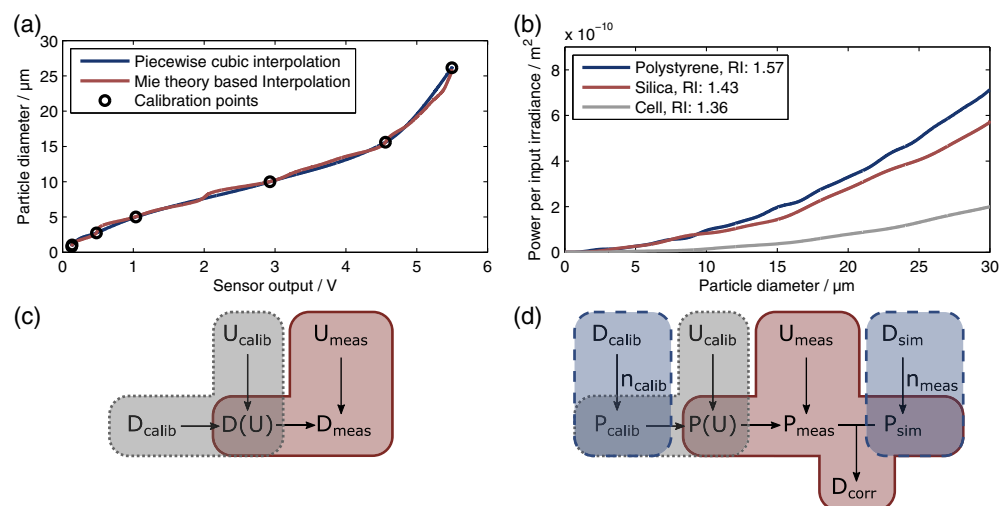 (a)
30
25
20
15
10
5
0
Particle diameter / µm
Piecewise cubic interpolation
Mie theory based Interpolation
Calibration points
0 1 2 3 4 5 6
Sensor output / V
(b)
x 10⁻¹⁰
8
6
4
2
0
Power per input irradiance / m²
Polystyrene, RI: 1.57
Silica, RI: 1.43
Cell, RI: 1.36
0 5 10 15 20 25 30
Particle diameter / µm
(c)
U_calib U_meas
D_calib D(U) D_meas
(d)
D_calib U_calib U_meas D_sim
n_calib n_meas
P_calib P(U) P_meas P_sim
D_corr